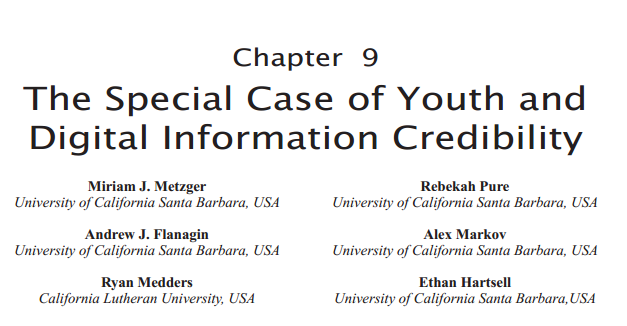 Chapter 9
The Special Case of Youth and
Digital Information Credibility
Miriam J. Metzger
University of California Santa Barbara, USA
Andrew J. Flanagin
University of California Santa Barbara, USA
Ryan Medders
California Lutheran University, USA
Rebekah Pure
University of California Santa Barbara, USA
Alex Markov
University of California Santa Barbara, USA
Ethan Hartsell
University of California Santa Barbara,USA